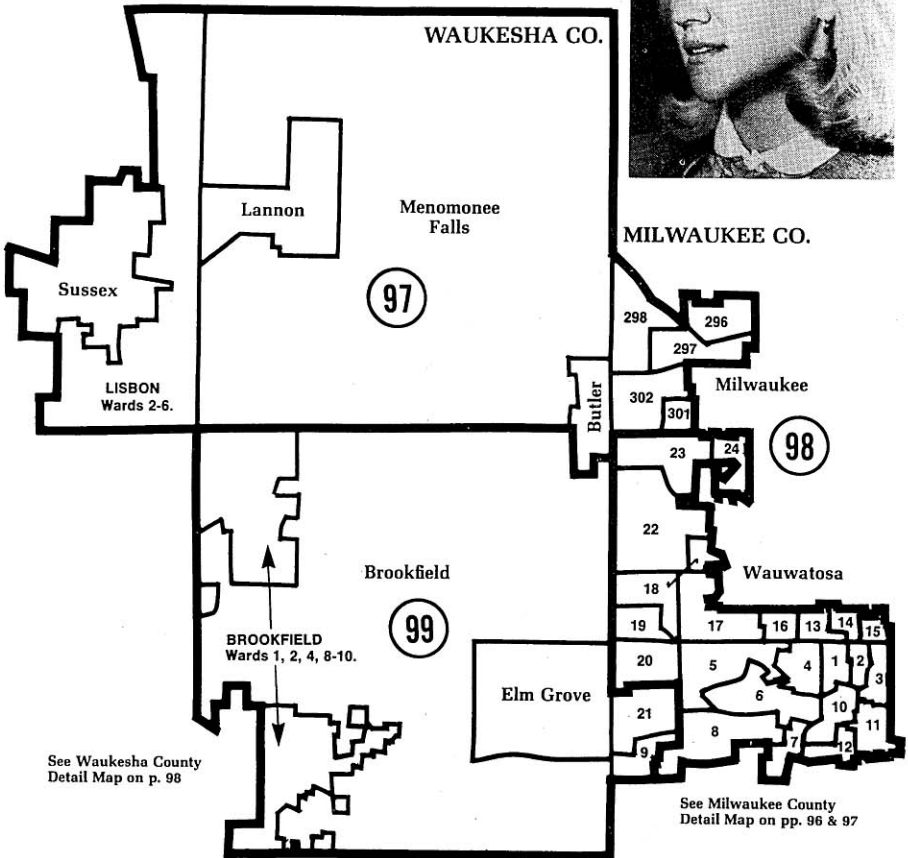 WAUKESHA CO.
Lannon
Menomonee
Falls
MILWAUKEE CO.
Sussex
97
298
296
297
LISBON
Wards 2-6.
Butler
302
301
Milwaukee
98
23
24
22
Brookfield
Wauwatosa
18
99
19
17
16
13
14
15
BROOKFIELD
Wards 1, 2, 4, 8-10.
20
5
4
1
2
3
Elm Grove
6
10
21
8
7
11
9
12
See Waukesha County
Detail Map on p. 98
See Milwaukee County
Detail Map on pp. 96 & 97